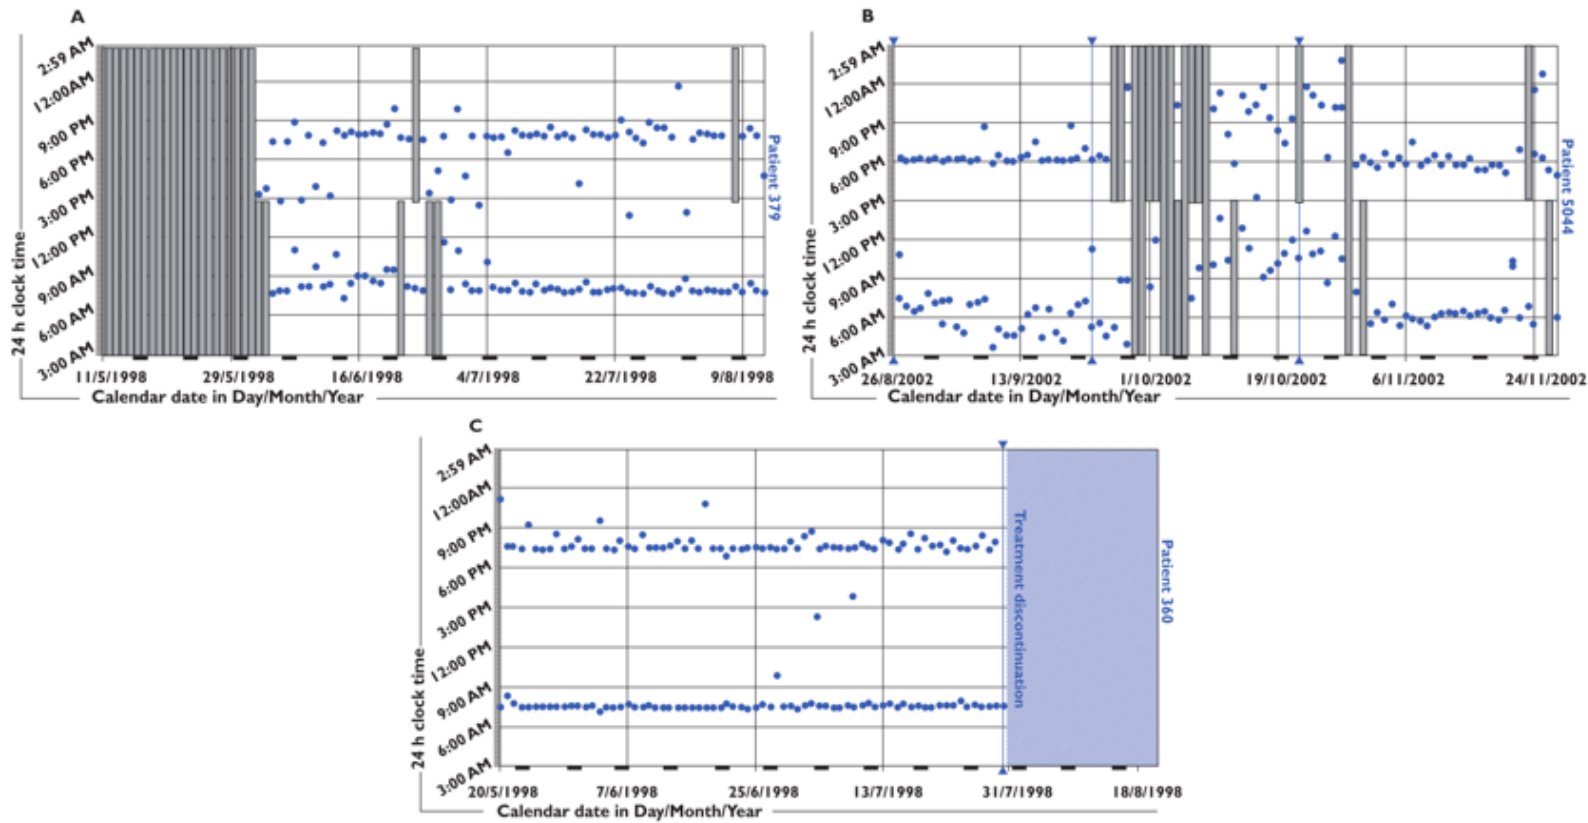 A
2:59 AM
12:00AM
9:00 PM
6:00 PM
3:00 PM
12:00 PM
9:00 AM
6:00 AM
3:00 AM
24 h clock time
11/5/1998 29/5/1998 16/6/1998 4/7/1998 22/7/1998 9/8/1998
Calendar date in Day/Month/Year
Patient 379
B
2:59 AM
12:00AM
9:00 PM
6:00 PM
3:00 PM
12:00 PM
9:00 AM
6:00 AM
3:00 AM
24 h clock time
26/8/2002 13/9/2002 1/10/2002 19/10/2002 6/11/2002 24/11/2002
Calendar date in Day/Month/Year
Patient 5044
C
2:59 AM
12:00AM
9:00 PM
6:00 PM
3:00 PM
12:00 PM
9:00 AM
6:00 AM
3:00 AM
24 h clock time
20/5/1998 7/6/1998 25/6/1998 13/7/1998 31/7/1998 18/8/1998
Calendar date in Day/Month/Year
Treatment discontinuation
Patient 360